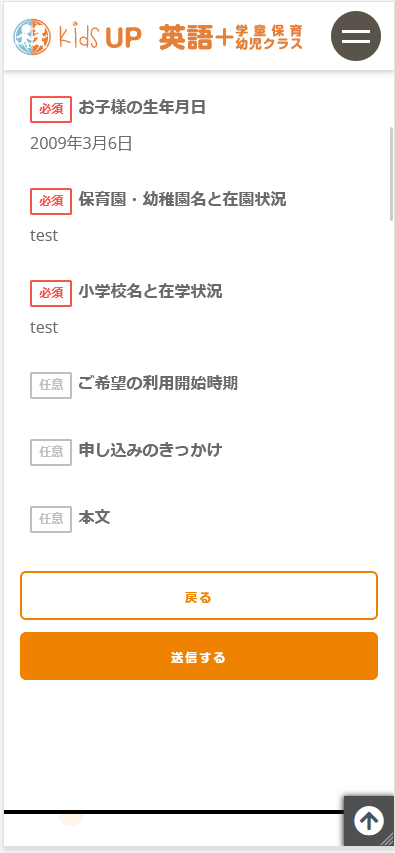 Kids UP 英語+学童保育
幼児クラス
必須 お子様の生年月日
2009年3月6日
必須 保育園・幼稚園名と在園状況
test
必須 小学校名と在学状況
test
任意 ご希望の利用開始時期
任意 申し込みのきっかけ
任意 本文
戻る
送信する